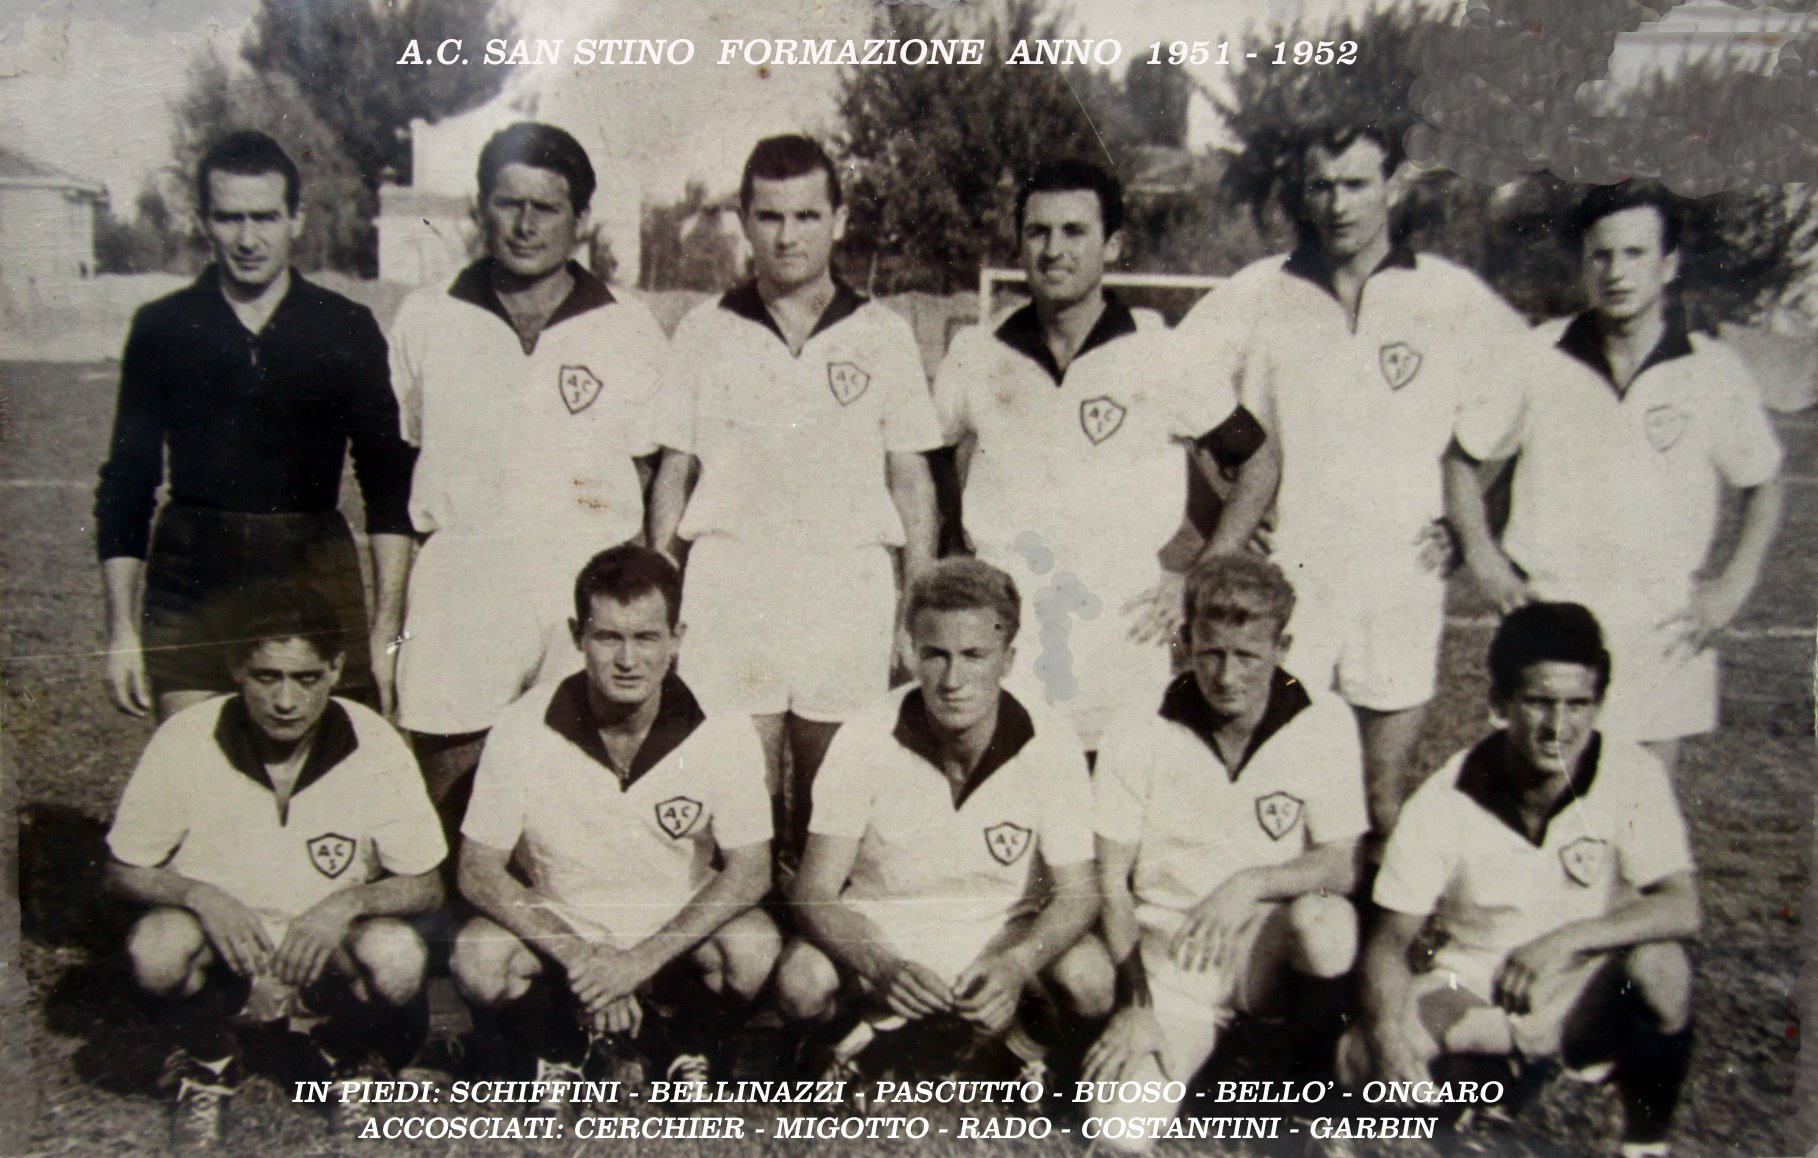 A.C. SAN STINO FORMAZIONE ANNO 1951 - 1952
A C
S
A C
A C
A C
A C
S
A C
S
A C
S
A C
IN PIEDI: SCHIFFINI - BELLINAZZI - PASCUTTO - BUOSO - BELLO' - ONGARO
ACCOSCIATI: CERCHIER - MIGOTTO - RADO - COSTANTINI - GARBIN